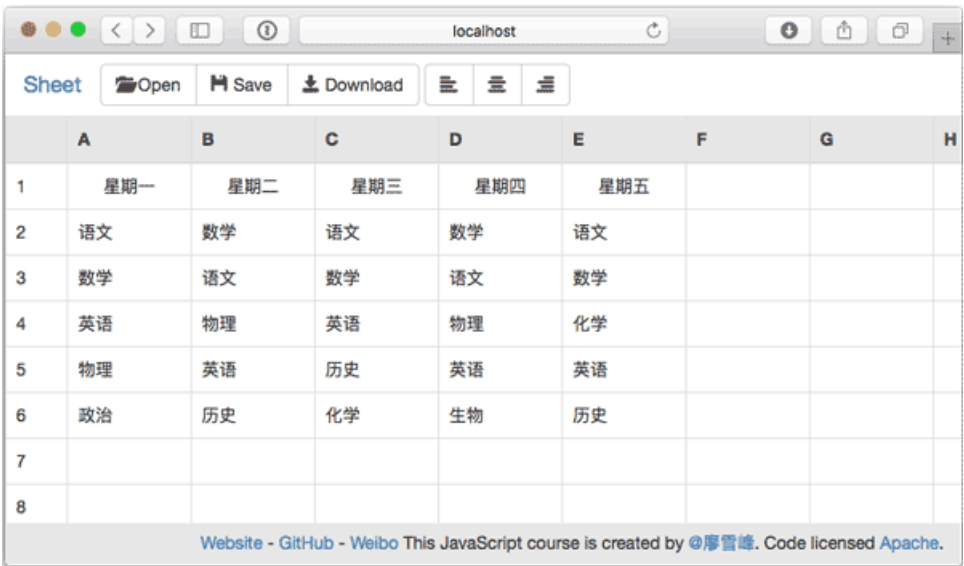 localhost
Sheet Open Save Download
A B C D E F G H
1 星期一 星期二 星期三 星期四 星期五
2 语文 数学 语文 数学 语文
3 数学 语文 数学 语文 数学
4 英语 物理 英语 物理 化学
5 物理 英语 历史 英语 英语
6 政治 历史 化学 生物 历史
7
8
Website - GitHub - Weibo This JavaScript course is created by @廖雪峰. Code licensed Apache.